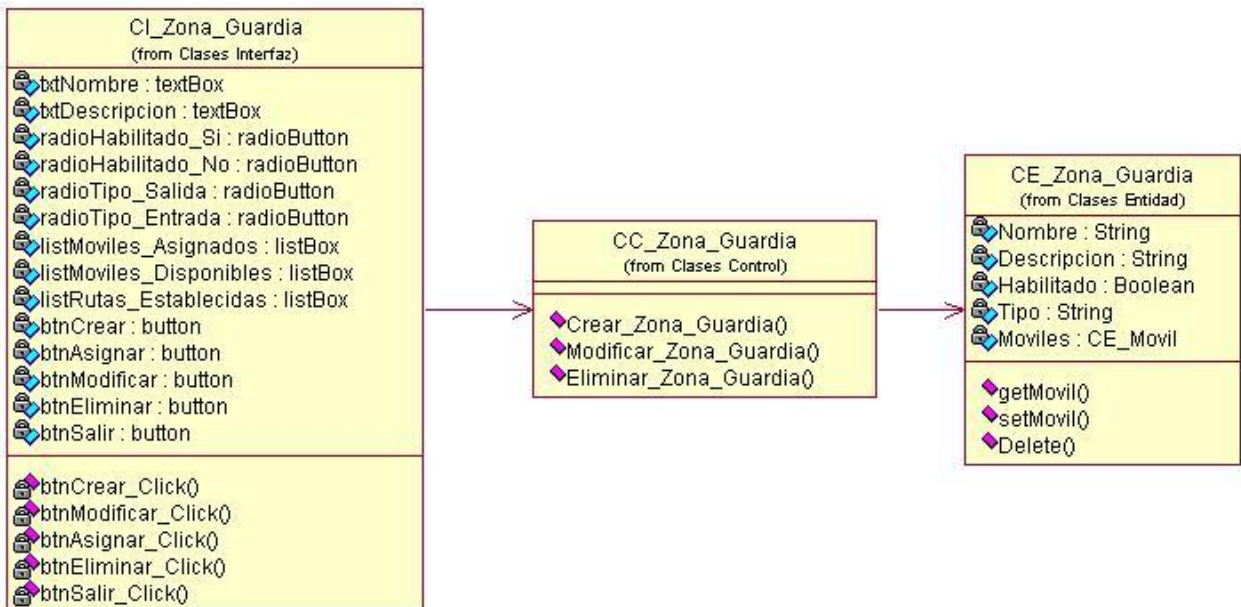 CI_Zona_Guardia
(from Clases Interfaz)
txtNombre : textBox
txtDescripcion : textBox
radioHabilitado_Si : radioButton
radioHabilitado_No : radioButton
radioTipo_Salida : radioButton
radioTipo_Entrada : radioButton
listMoviles_Asignados : listBox
listMoviles_Disponibles : listBox
listRutas_Establecidas : listBox
btnCrear : button
btnAsignar : button
btnModificar : button
btnEliminar : button
btnSalir : button
btnCrear_Click()
btnModificar_Click()
btnAsignar_Click()
btnEliminar_Click()
btnSalir_Click()
CC_Zona_Guardia
(from Clases Control)
Crear_Zona_Guardia()
Modificar_Zona_Guardia()
Eliminar_Zona_Guardia()
CE_Zona_Guardia
(from Clases Entidad)
Nombre : String
Descripcion : String
Habilitado : Boolean
Tipo : String
Moviles : CE_Movil
getMovil()
setMovil()
Delete()